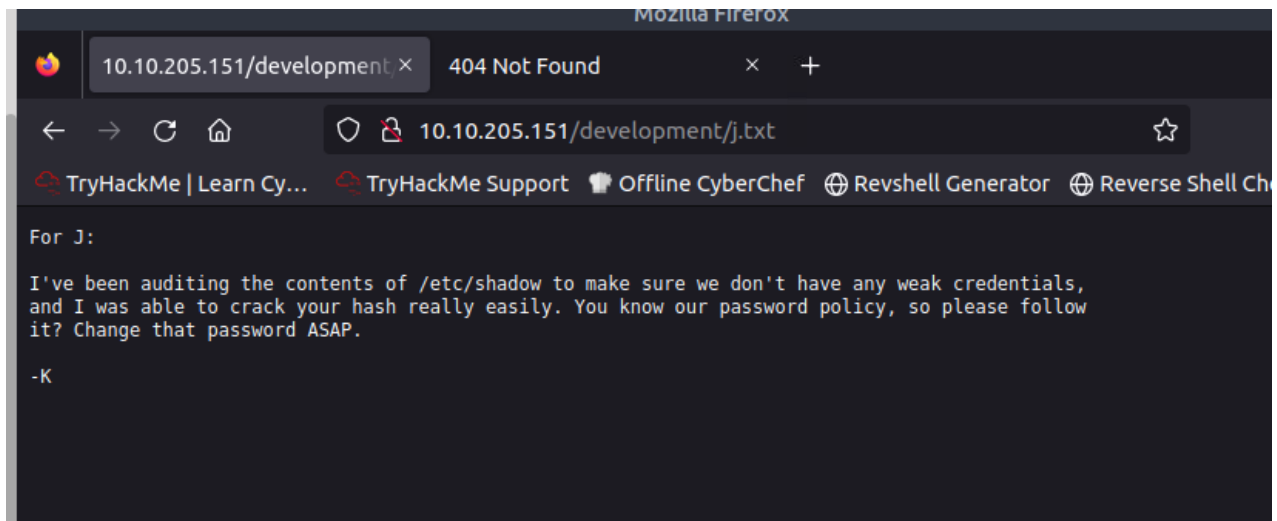 Mozilla Firefox
10.10.205.151/development/
404 Not Found
10.10.205.151/development/j.txt
TryHackMe | Learn Cy...
TryHackMe Support
Offline CyberChef
Revshell Generator
Reverse Shell Che
For J:
I've been auditing the contents of /etc/shadow to make sure we don't have any weak credentials,
and I was able to crack your hash really easily. You know our password policy, so please follow
it? Change that password ASAP.
-K